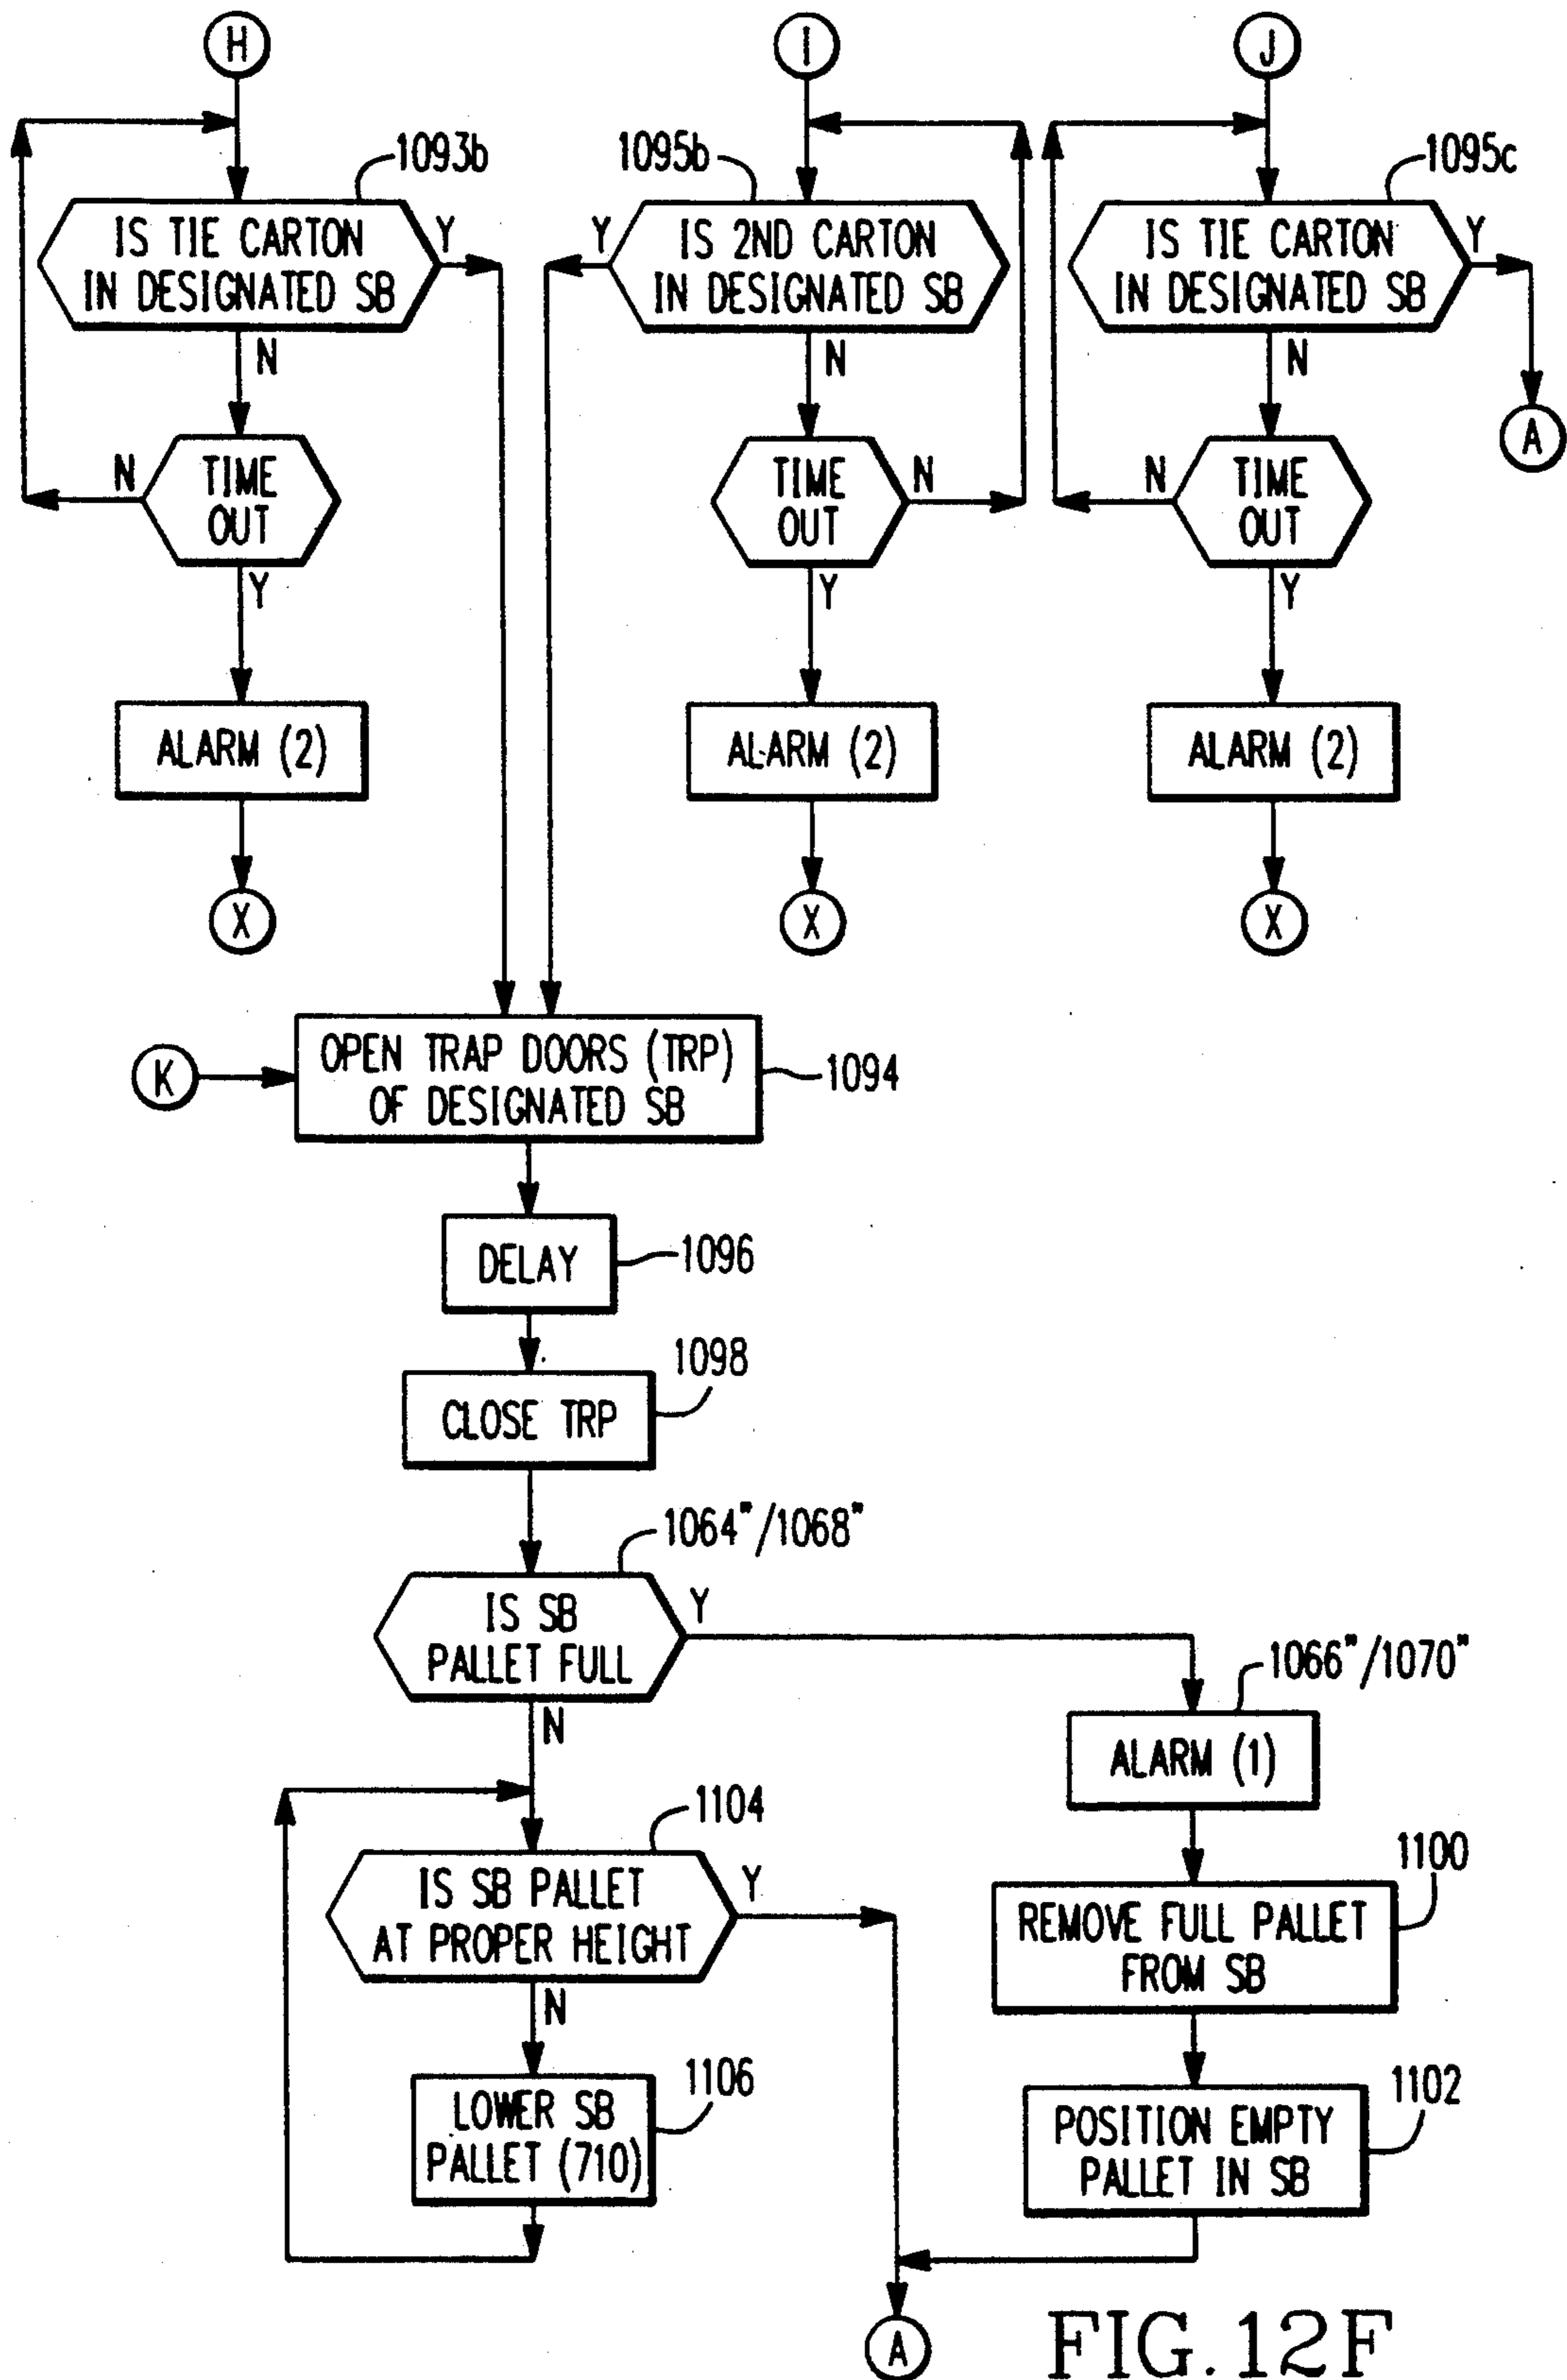 H
I
J
1093b
1095b
1095c
IS TIE CARTON
IN DESIGNATED SB
Y
Y
IS 2ND CARTON
IN DESIGNATED SB
IS TIE CARTON
IN DESIGNATED SB
Y
N
N
N
A
N
TIME
OUT
TIME
OUT
N
N
TIME
OUT
Y
Y
Y
ALARM (2)
ALARM (2)
ALARM (2)
X
X
X
K
OPEN TRAP DOORS (TRP)
OF DESIGNATED SB
1094
DELAY
1096
1098
CLOSE TRP
1064"/1068"
IS SB
PALLET FULL
Y
1066"/1070"
N
ALARM (1)
1104
1100
IS SB PALLET
AT PROPER HEIGHT
Y
REMOVE FULL PALLET
FROM SB
N
1106
1102
LOWER SB
PALLET (710)
POSITION EMPTY
PALLET IN SB
A
FIG. 12F